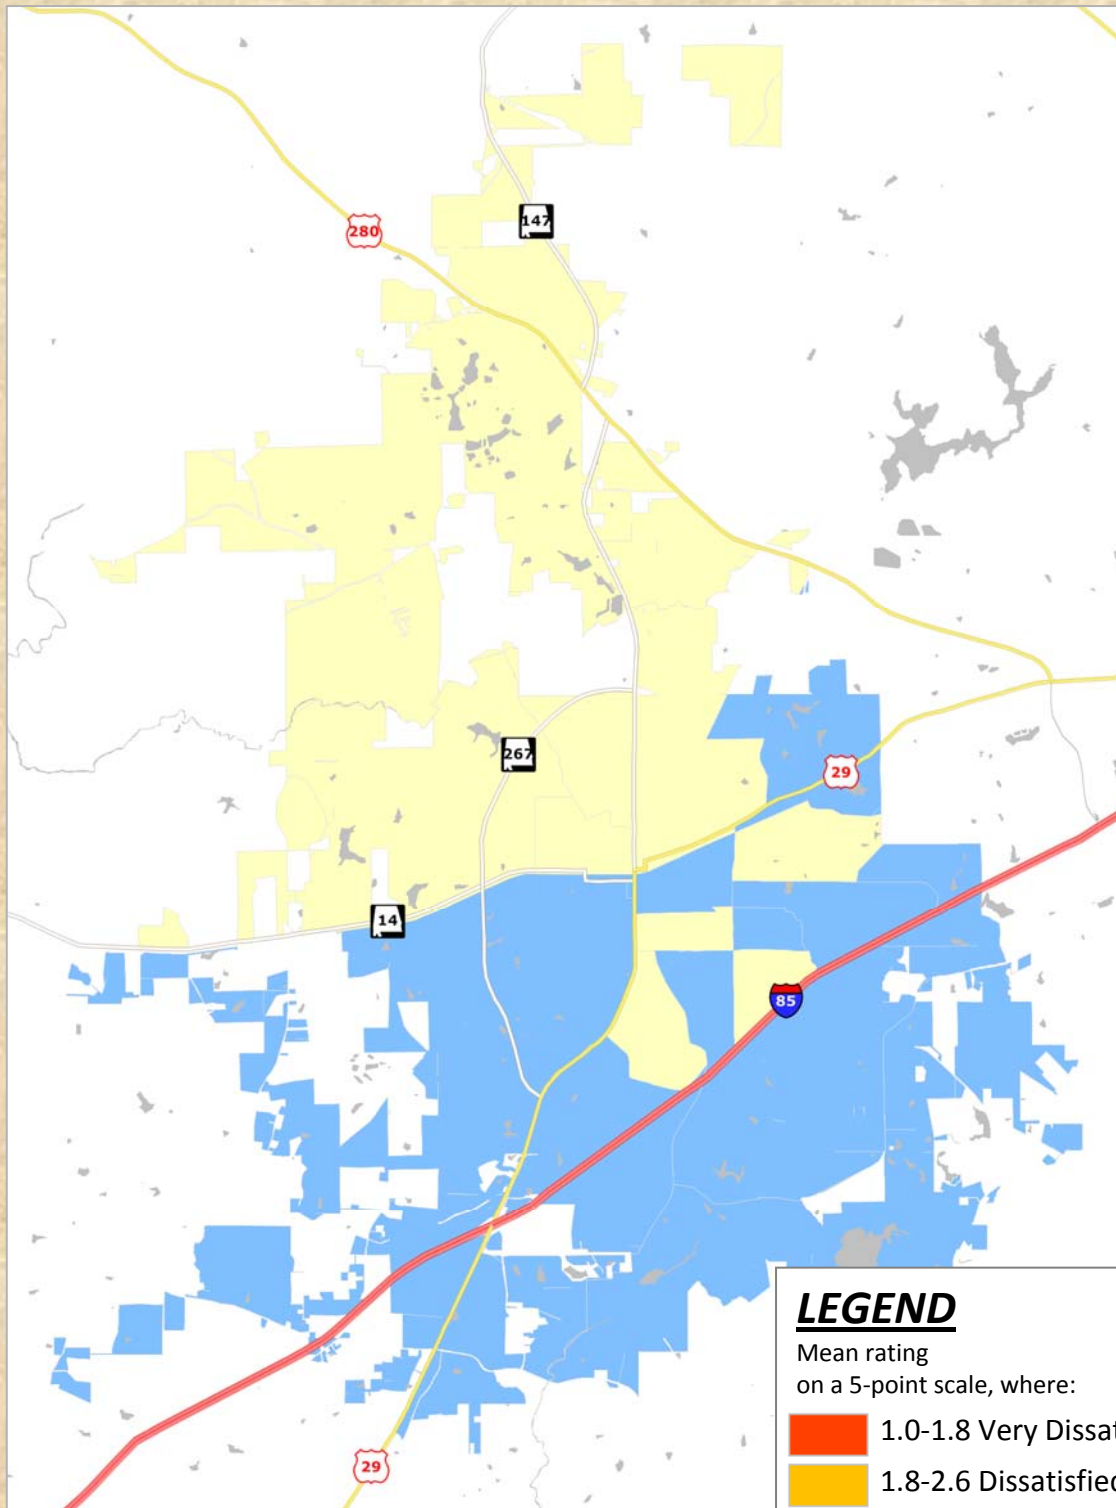 147
280
267
29
14
85
29
LEGEND
Mean rating
on a 5-point scale, where:
1.0-1.8 Very Dissat
1.8-2.6 Dissatisfied